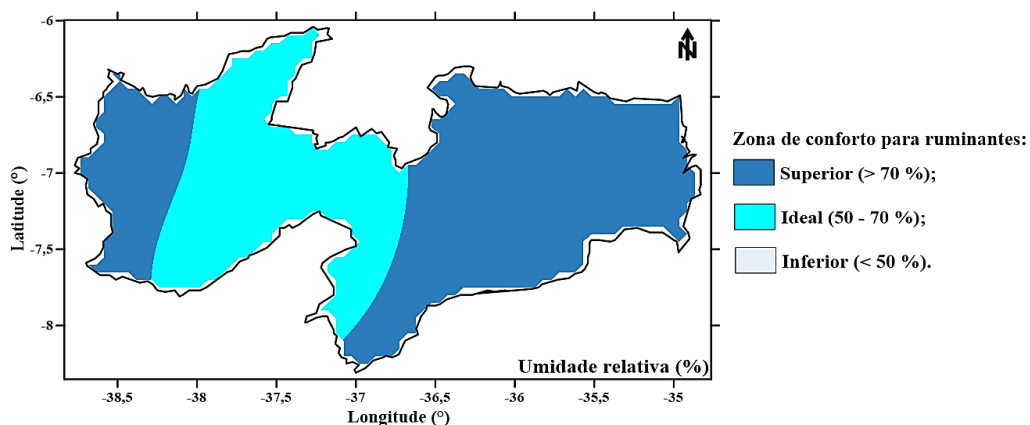 -6
-6,5
-7
-7,5
-8
Latitude (°)
N
Umidade relativa (%)
-38,5
-38
-37,5
-37
-36,5
-36
-35,5
-35
Longitude (°)
Zona de conforto para ruminantes:
Superior (> 70 %);
Ideal (50 - 70 %);
Inferior (< 50 %).